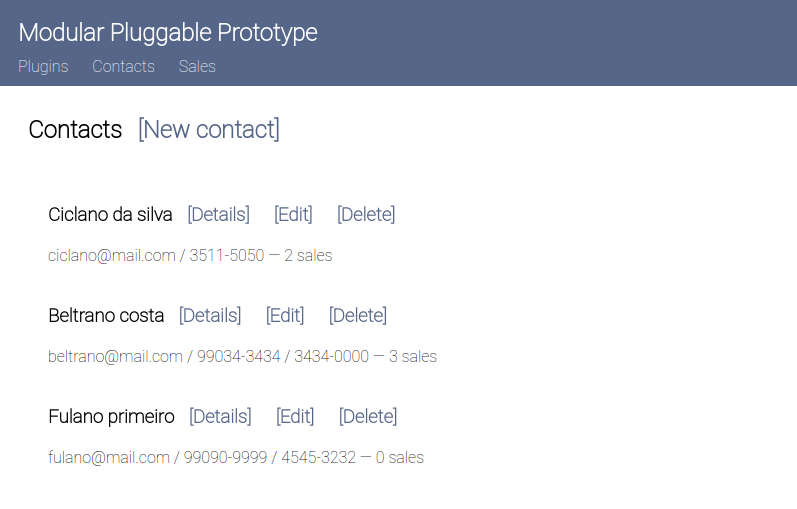 Modular Pluggable Prototype
Plugins Contacts Sales
Contacts [New contact]
Ciclano da silva [Details] [Edit] [Delete]
ciclano@mail.com / 3511-5050 — 2 sales
Beltrano costa [Details] [Edit] [Delete]
beltrano@mail.com / 99034-3434 / 3434-0000 — 3 sales
Fulano primeiro [Details] [Edit] [Delete]
fulano@mail.com / 99090-9999 / 4545-3232 — 0 sales